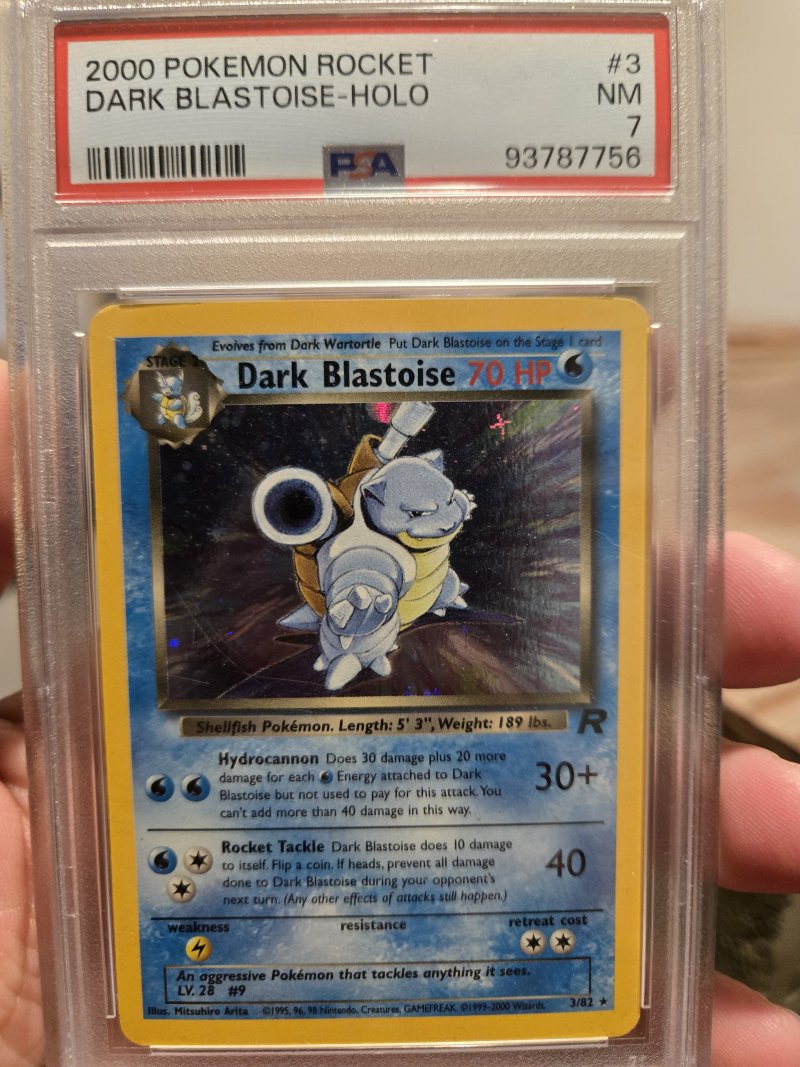 2000 POKEMON ROCKET #3
DARK BLASTOISE-HOLO NM
7
PSA 93787756
Evolves from Dark Wartortle Put Dark Blastoise on the Stage 1 card
STAGE 2
Dark Blastoise 70 HP
Shellfish Pokémon. Length: 5' 3", Weight: 189 lbs. R
Hydrocannon Does 30 damage plus 20 more
damage for each Energy attached to Dark
Blastoise but not used to pay for this attack. You
can't add more than 40 damage in this way.
30+
Rocket Tackle Dark Blastoise does 10 damage
to itself. Flip a coin. If heads, prevent all damage
done to Dark Blastoise during your opponent's
next turn. (Any other effects of attacks still happen.)
40
weakness resistance retreat cost
An aggressive Pokémon that tackles anything it sees.
LV. 28 #9
Illus. Mitsuhiro Arita ©1995, 96, 98 Nintendo, Creatures, GAMEFREAK. ©1999-2000 Wizards. 3/82 ★